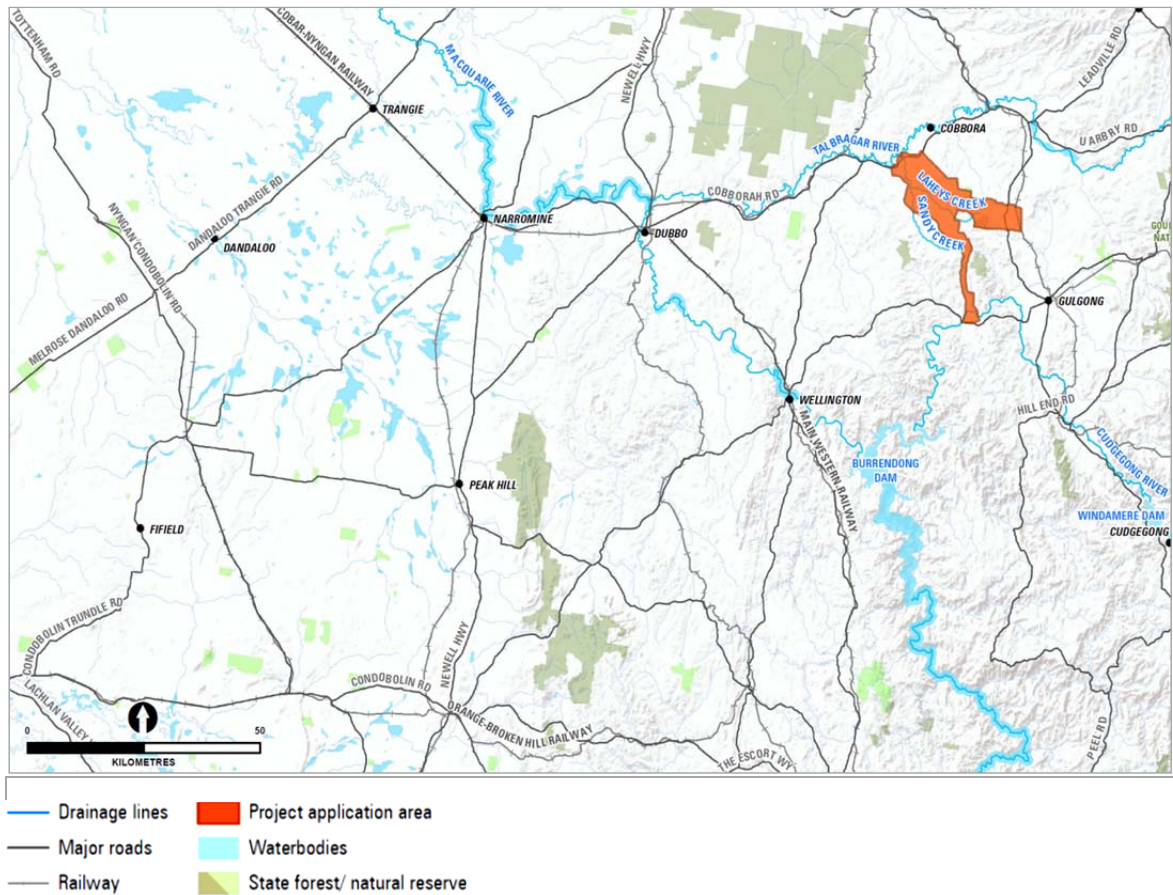 TOTTENHAM RD
COBAR-NYNGAN RAILWAY
MACQUARIE RIVER
NEWELL HWY
LEADVILLE RD
TRANGIE
COBBORA
UARBRY RD
TALBRAGAR RIVER
DANDALOO TRANGIE RD
COBBORAH RD
LAHEYS CREEK
SANDY CREEK
NYNGAN CONDOBOLIN RD
NARROMINE
DUBBO
DANDALOO
GOU
NAT
GULGONG
MELROSE DANDALOO RD
WELLINGTON
HILL END RD
MAIN WESTERN RAILWAY
CUDGEGONG RIVER
BURRENDONG
DAM
PEAK HILL
WINDAMERE DAM
FIFIELD
CUDGEGONG
CONDOBOLIN TRUNDLE RD
NEWELL HWY
CONDOBOLIN RD
LACHLAN VALLEY
ORANGE-BROKEN HILL RAILWAY
PEEL RD
THE ESCORT WY
0 50
KILOMETRES
Drainage lines
Project application area
Major roads
Waterbodies
Railway
State forest/ natural reserve